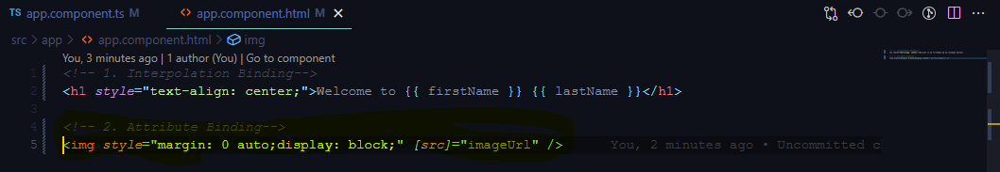 TS app.component.ts <> app.component.html X
src > app > <> app.component.html > img
You, 3 minutes ago | 1 author (You) | Go to component
1 <!-- 1. Interpolation Binding-->
2 <h1 style="text-align: center;">Welcome to {{ firstName }} {{ lastName }}</h1>
3
4 <!-- 2. Attribute Binding-->
5 <img style="margin: 0 auto;display: block;" [src]="imageUrl" /> You, 2 minutes ago • Uncommitted c